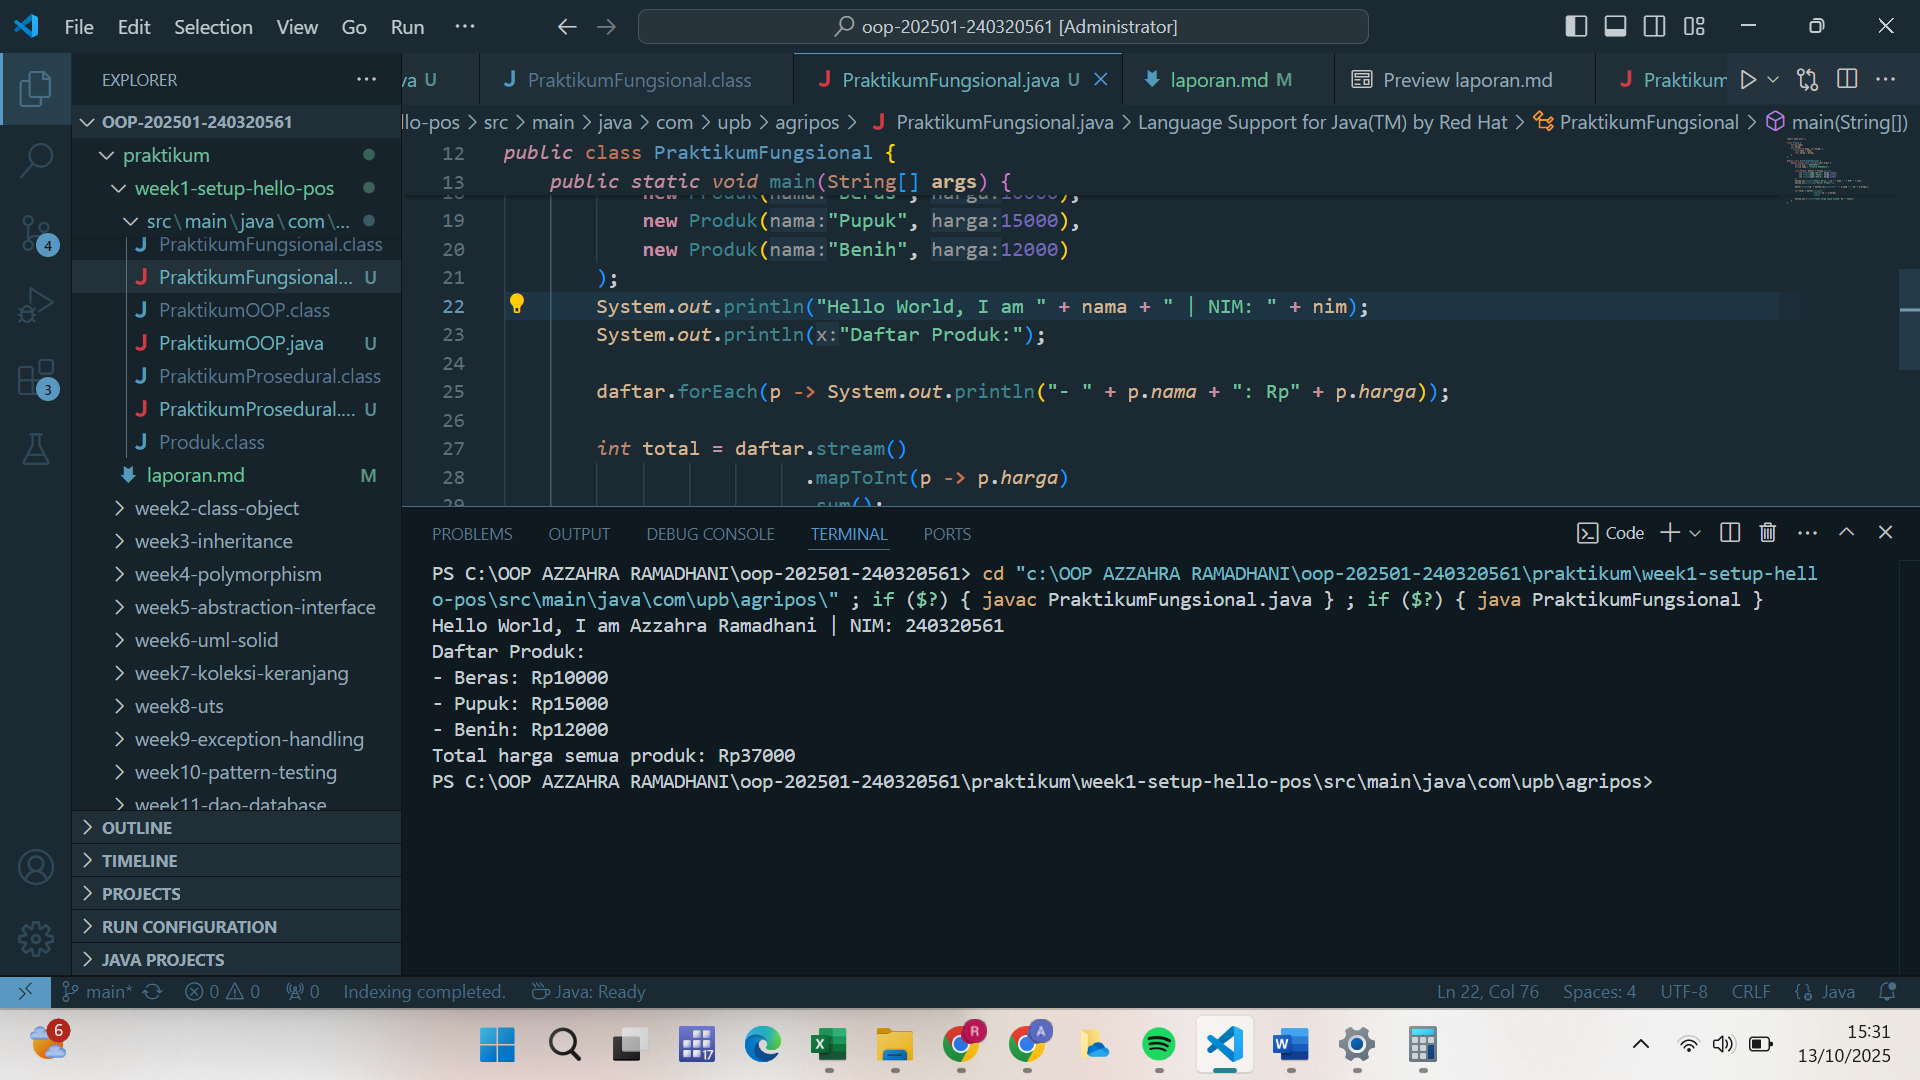 File Edit Selection View Go Run ···
oop-202501-240320561 [Administrator]
EXPLORER
va U
PraktikumFungsional.class
PraktikumFungsional.java U
laporan.md M
Preview laporan.md
Praktikum
llo-pos > src > main > java > com > upb > agripos > PraktikumFungsional.java > Language Support for Java(TM) by Red Hat > PraktikumFungsional > main(String[])
OOP-202501-240320561
praktikum
week1-setup-hello-pos
src\main\java\com\...
PraktikumFungsional.class
PraktikumFungsional... U
PraktikumOOP.class
PraktikumOOP.java U
PraktikumProsedural.class
PraktikumProsedural.... U
Produk.class
laporan.md M
week2-class-object
week3-inheritance
week4-polymorphism
week5-abstraction-interface
week6-uml-solid
week7-koleksi-keranjang
week8-uts
week9-exception-handling
week10-pattern-testing
week11-dao-database
OUTLINE
TIMELINE
PROJECTS
RUN CONFIGURATION
JAVA PROJECTS
4
3
12 public class PraktikumFungsional {
13 public static void main(String[] args) {
18 new Produk(nama:"Beras", harga:10000),
19 new Produk(nama:"Pupuk", harga:15000),
20 new Produk(nama:"Benih", harga:12000)
21 );
22 System.out.println("Hello World, I am " + nama + " | NIM: " + nim);
23 System.out.println(x:"Daftar Produk:");
24
25 daftar.forEach(p -> System.out.println("- " + p.nama + ": Rp" + p.harga));
26
27 int total = daftar.stream()
28 .mapToInt(p -> p.harga)
29 .sum();
PROBLEMS OUTPUT DEBUG CONSOLE TERMINAL PORTS
Code
PS C:\OOP AZZAHRA RAMADHANI\oop-202501-240320561> cd "c:\OOP AZZAHRA RAMADHANI\oop-202501-240320561\praktikum\week1-setup-hell
o-pos\src\main\java\com\upb\agripos\" ; if ($?) { javac PraktikumFungsional.java } ; if ($?) { java PraktikumFungsional }
Hello World, I am Azzahra Ramadhani | NIM: 240320561
Daftar Produk:
- Beras: Rp10000
- Pupuk: Rp15000
- Benih: Rp12000
Total harga semua produk: Rp37000
PS C:\OOP AZZAHRA RAMADHANI\oop-202501-240320561\praktikum\week1-setup-hello-pos\src\main\java\com\upb\agripos>
main* 0 0 0 Indexing completed. Java: Ready
Ln 22, Col 76 Spaces: 4 UTF-8 CRLF Java
6
17
R
A
15:31
13/10/2025